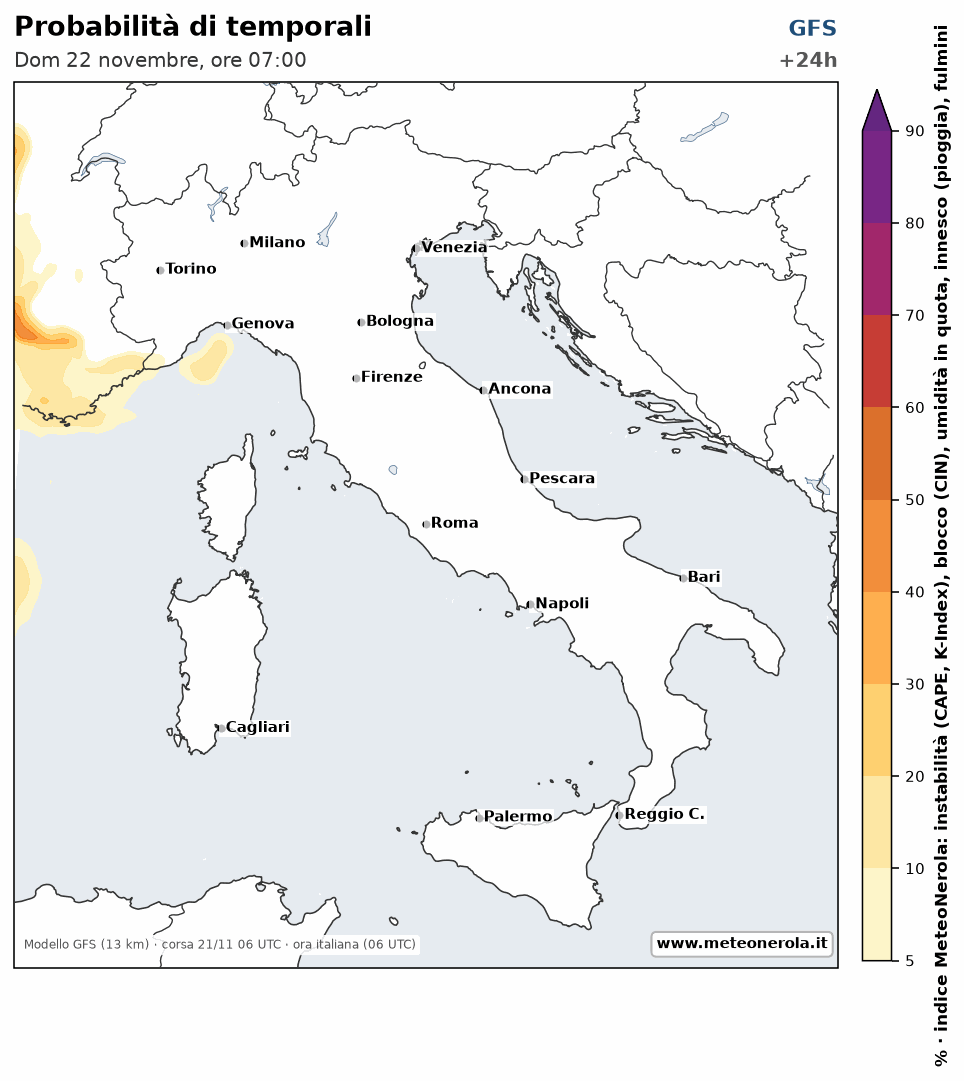 Probabilità di temporali
GFS
Dom 22 novembre, ore 07:00
+24h
Milano
Venezia
Torino
Genova
Bologna
Firenze
Ancona
Pescara
Roma
Bari
Napoli
Cagliari
Palermo
Reggio C.
Modello GFS (13 km) · corsa 21/11 06 UTC · ora italiana (06 UTC)
www.meteonerola.it
90
80
70
60
50
40
30
20
10
5
% · indice MeteoNerola: instabilità (CAPE, K-Index), blocco (CIN), umidità in quota, innesco (pioggia), fulmini